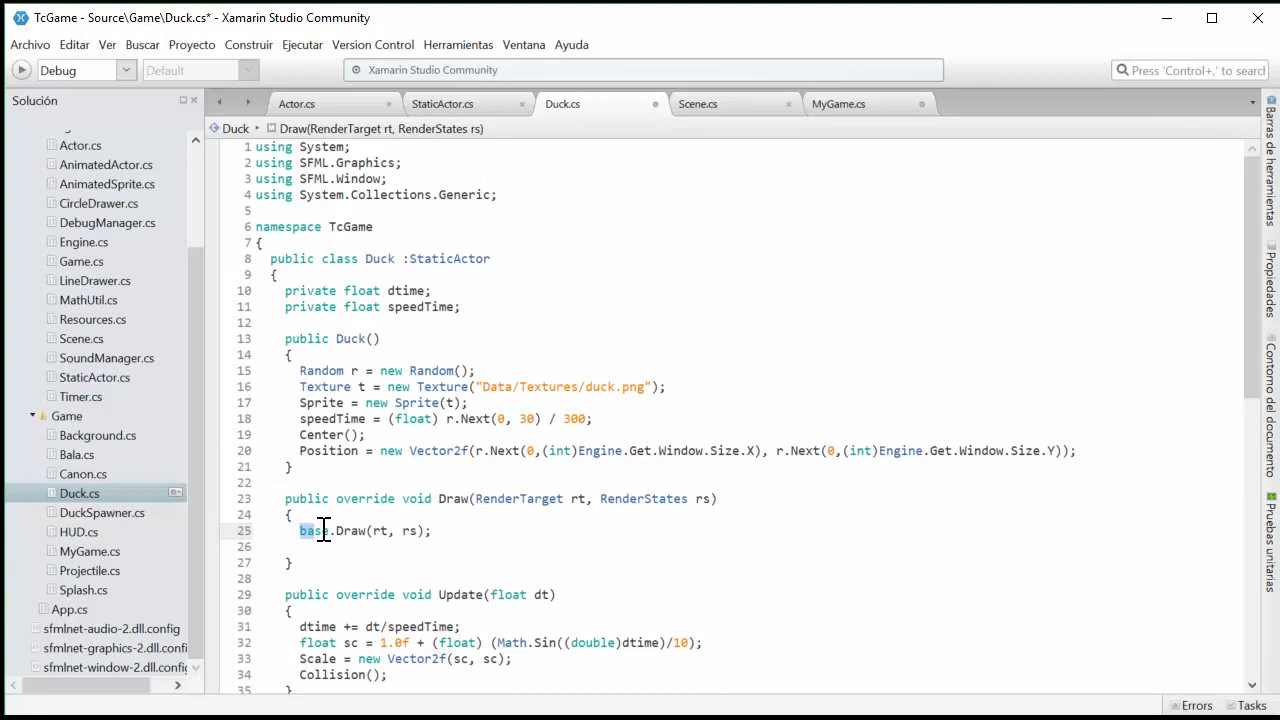 TcGame - Source\Game\Duck.cs* - Xamarin Studio Community
Archivo Editar Ver Buscar Proyecto Construir Ejecutar Version Control Herramientas Ventana Ayuda
Debug Default Xamarin Studio Community Press 'Control+,' to search
Solución
Actor.cs StaticActor.cs Duck.cs Scene.cs MyGame.cs
Duck Draw(RenderTarget rt, RenderStates rs)
Actor.cs
AnimatedActor.cs
AnimatedSprite.cs
CircleDrawer.cs
DebugManager.cs
Engine.cs
Game.cs
LineDrawer.cs
MathUtil.cs
Resources.cs
Scene.cs
SoundManager.cs
StaticActor.cs
Timer.cs
Game
Background.cs
Bala.cs
Canon.cs
Duck.cs
DuckSpawner.cs
HUD.cs
MyGame.cs
Projectile.cs
Splash.cs
App.cs
sfmlnet-audio-2.dll.config
sfmlnet-graphics-2.dll.confi
sfmlnet-window-2.dll.config
1 using System;
2 using SFML.Graphics;
3 using SFML.Window;
4 using System.Collections.Generic;
5
6 namespace TcGame
7 {
8 public class Duck :StaticActor
9 {
10 private float dtime;
11 private float speedTime;
12
13 public Duck()
14 {
15 Random r = new Random();
16 Texture t = new Texture("Data/Textures/duck.png");
17 Sprite = new Sprite(t);
18 speedTime = (float) r.Next(0, 30) / 300;
19 Center();
20 Position = new Vector2f(r.Next(0,(int)Engine.Get.Window.Size.X), r.Next(0,(int)Engine.Get.Window.Size.Y));
21 }
22
23 public override void Draw(RenderTarget rt, RenderStates rs)
24 {
25 base.Draw(rt, rs);
26
27 }
28
29 public override void Update(float dt)
30 {
31 dtime += dt/speedTime;
32 float sc = 1.0f + (float) (Math.Sin((double)dtime)/10);
33 Scale = new Vector2f(sc, sc);
34 Collision();
35 }
Barras de herramientas
Propiedades
Contorno del documento
Pruebas unitarias
Errors Tasks